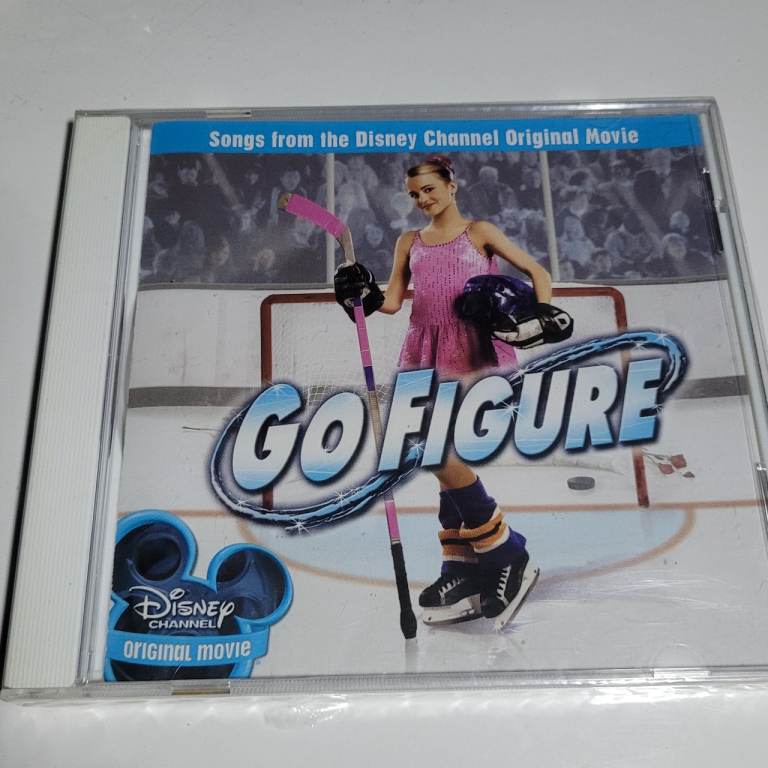 Songs from the Disney Channel Original Movie
GO FIGURE
DISNEY
CHANNEL
ORIGINAL MOVIE